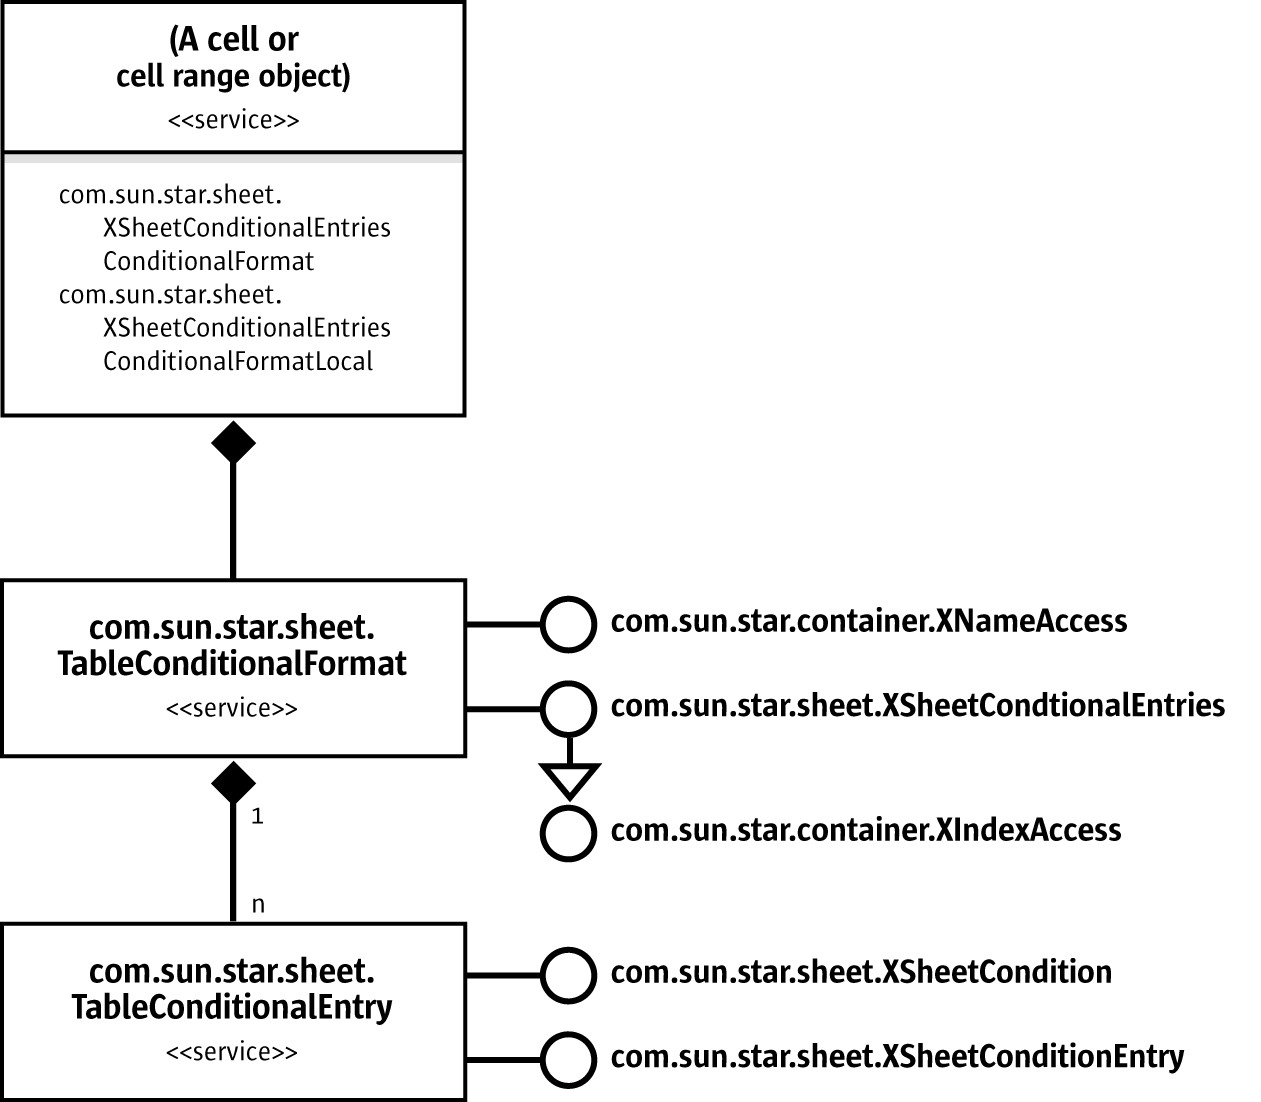 (A cell or
cell range object)
<<service>>
com.sun.star.sheet.
XSheetConditionalEntries
ConditionalFormat
com.sun.star.sheet.
XSheetConditionalEntries
ConditionalFormatLocal
com.sun.star.sheet.
TableConditionalFormat
<<service>>
com.sun.star.container.XNameAccess
com.sun.star.sheet.XSheetCondtionalEntries
com.sun.star.container.XIndexAccess
1
n
com.sun.star.sheet.
TableConditionalEntry
<<service>>
com.sun.star.sheet.XSheetCondition
com.sun.star.sheet.XSheetConditionEntry